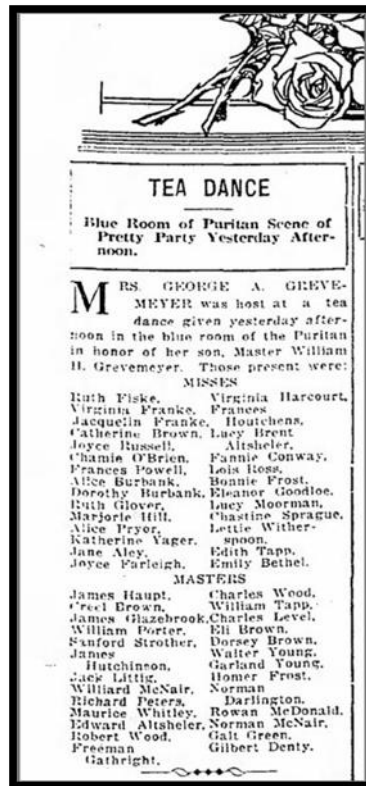 TEA DANCE
Blue Room of Puritan Scene of
Pretty Party Yesterday After-
noon.
MRS. GEORGE A. GREVE-
MEYER was host at a tea
dance given yesterday after-
noon in the blue room of the Puritan
in honor of her son, Master William
H. Grevemeyer. Those present were:
MISSES
Ruth Fiske, Virginia Harcourt,
Virginia Franke, Frances
Jacquelin Franke, Houtchens,
Catherine Brown, Lucy Brent
Joyce Russell, Altsheler,
Chamie O'Brien, Fannie Conway,
Frances Powell, Lois Ross,
Alice Burbank, Bonnie Frost,
Dorothy Burbank, Eleanor Goodloe,
Ruth Glover, Lucy Moorman,
Marjorie Hill, Chastine Sprague,
Alice Pryor, Lettie Wither-
Katherine Yager, spoon,
Jane Aley, Edith Tapp,
Joyce Farleigh, Emily Bethel.
MASTERS
James Haupt, Charles Wood,
Creel Brown, William Tapp,
James Glazebrook, Charles Level,
William Porter, Eli Brown,
Sanford Strother, Dorsey Brown,
James Walter Young,
Hutchinson, Garland Young,
Jack Littig, Homer Frost,
Williard McNair, Norman
Richard Peters, Darlington,
Maurice Whitley, Rowan McDonald,
Edward Altsheler, Norman McNair,
Robert Wood, Galt Green,
Freeman Gilbert Denty.
Gathright,